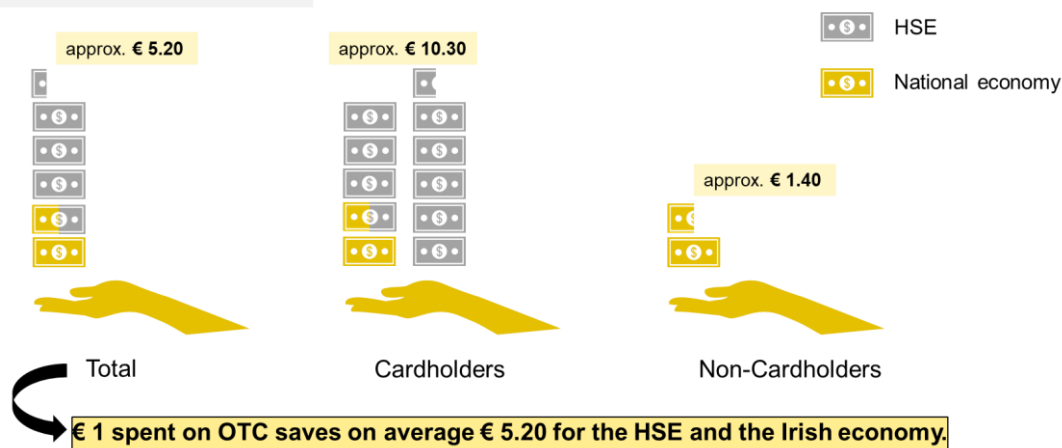 approx. € 5.20
approx. € 10.30
HSE
National economy
approx. € 1.40
Total
Cardholders
Non-Cardholders
€ 1 spent on OTC saves on average € 5.20 for the HSE and the Irish economy.